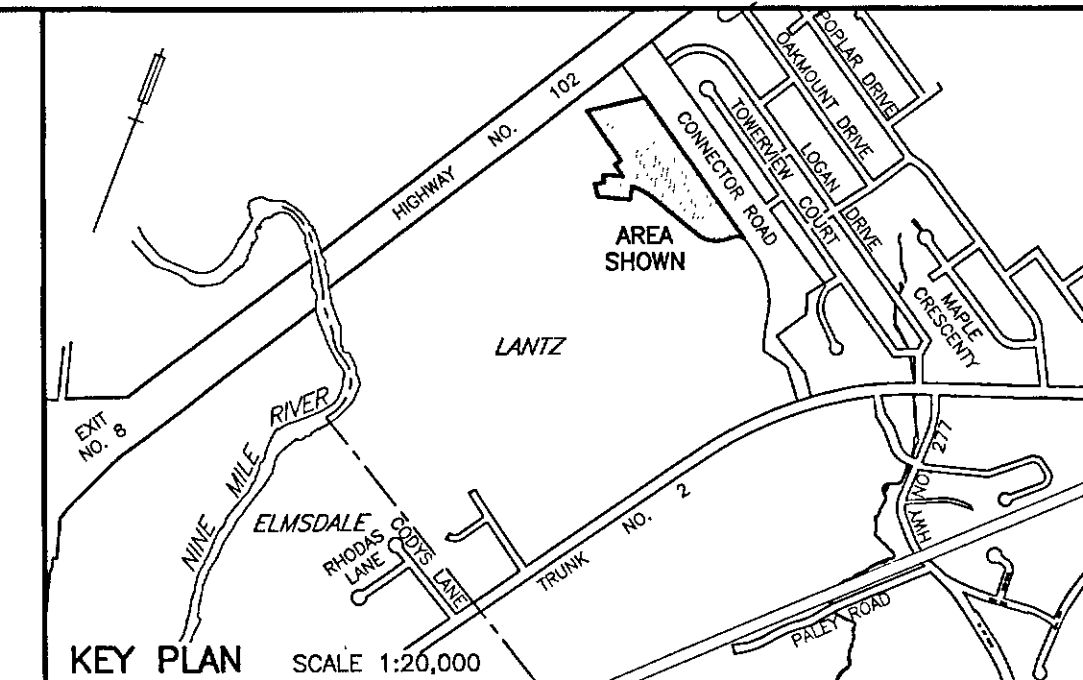 HIGHWAY NO. 102
POPLAR DRIVE
OAKMOUNT DRIVE
LOGAN DRIVE
TOWERVIEW COURT
CONNECTOR ROAD
AREA
SHOWN
MAPLE
CRESCENTY
LANTZ
EXIT
NO. 8
NINE MILE RIVER
ELMSDALE
RHODAS
LANE
CODYS LANE
TRUNK NO. 2
HWY NO. 277
PALEY ROAD
KEY PLAN SCALE 1:20,000